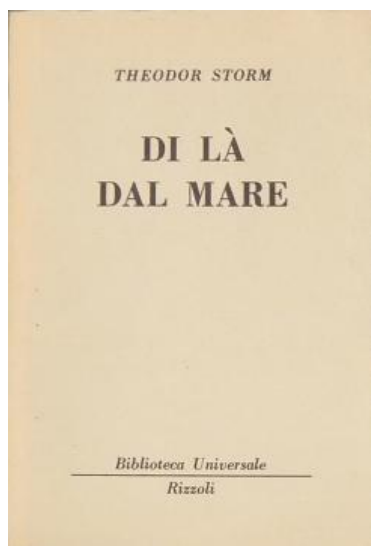 THEODOR STORM
DI LÀ
DAL MARE
Biblioteca Universale
Rizzoli